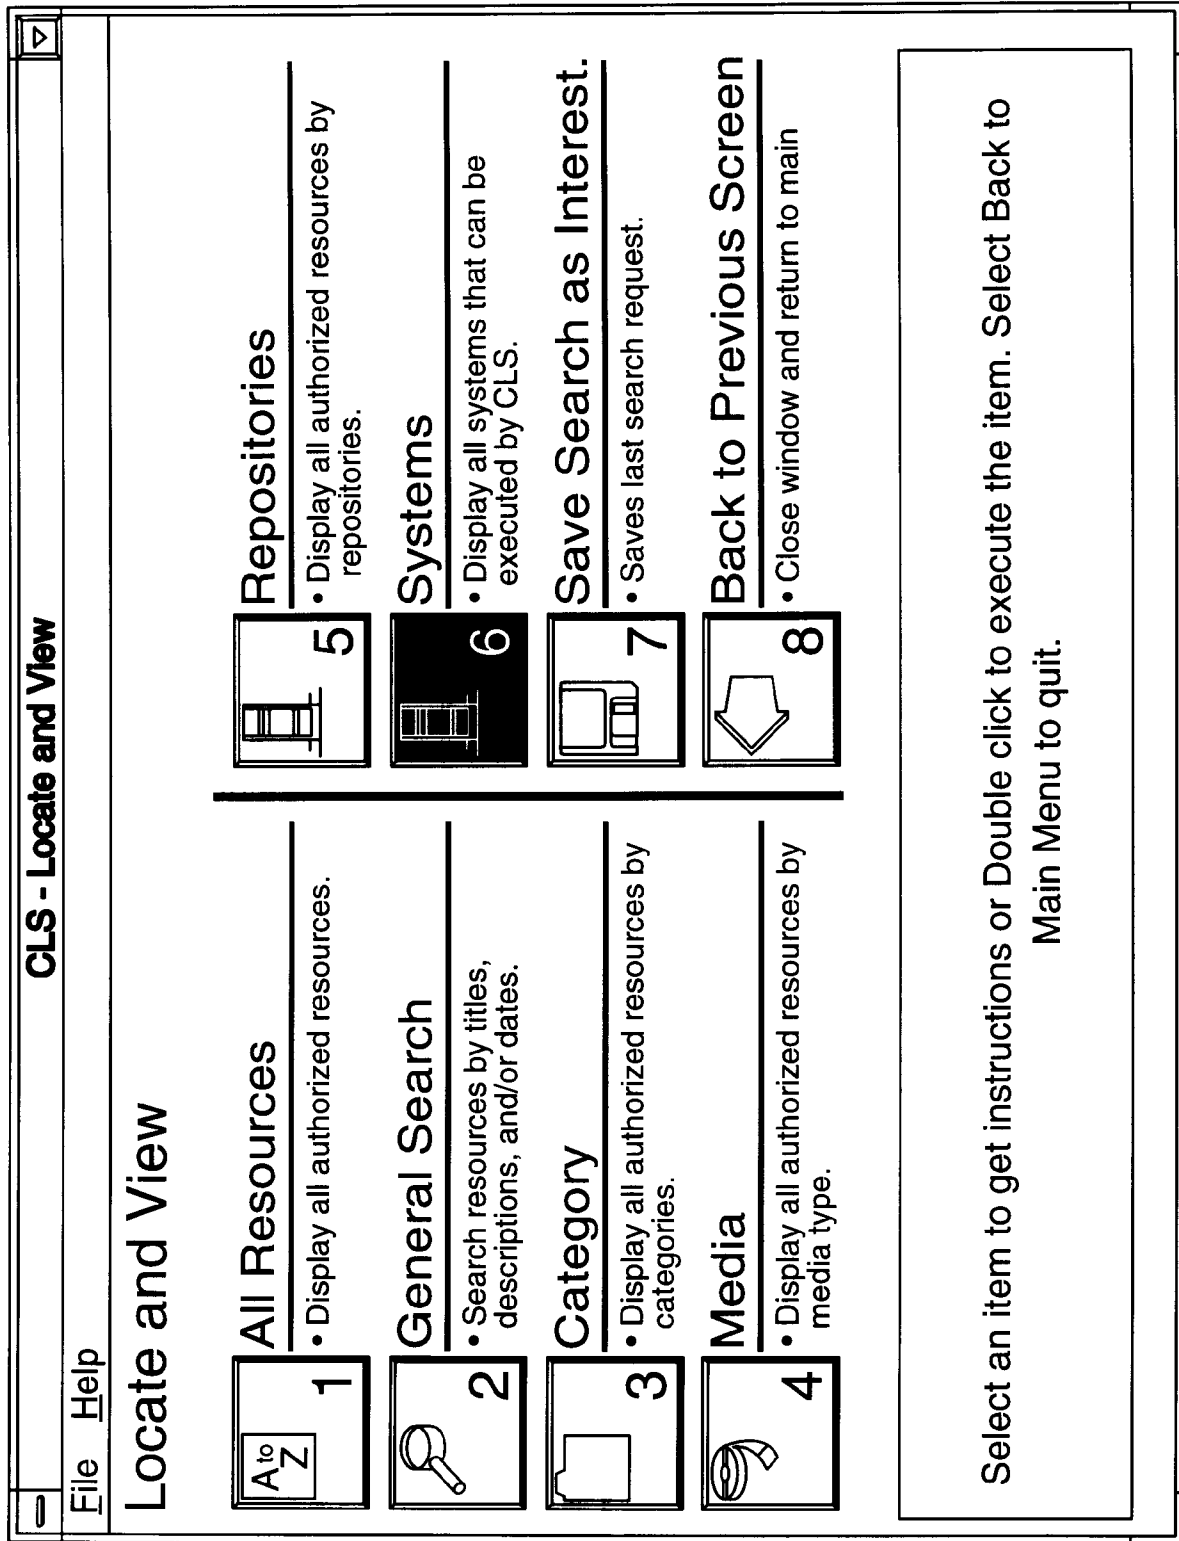 CLS - Locate and View
File Help
Locate and View
A to Z
1
All Resources
• Display all authorized resources.
2
General Search
• Search resources by titles,
descriptions, and/or dates.
3
Category
• Display all authorized resources by
categories.
4
Media
• Display all authorized resources by
media type.
5
Repositories
• Display all authorized resources by
repositories.
6
Systems
• Display all systems that can be
executed by CLS.
7
Save Search as Interest.
• Saves last search request.
8
Back to Previous Screen
• Close window and return to main
Select an item to get instructions or Double click to execute the item. Select Back to
Main Menu to quit.